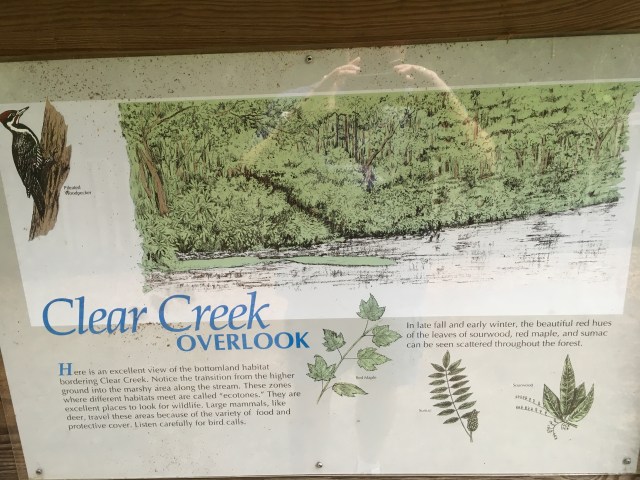 Pileated
Woodpecker
Clear Creek
OVERLOOK
Here is an excellent view of the bottomland habitat
bordering Clear Creek. Notice the transition from the higher
ground into the marshy area along the stream. These zones
where different habitats meet are called "ecotones." They are
excellent places to look for wildlife. Large mammals, like
deer, travel these areas because of the variety of food and
protective cover. Listen carefully for bird calls.
Red Maple
In late fall and early winter, the beautiful red hues
of the leaves of sourwood, red maple, and sumac
can be seen scattered throughout the forest.
Sumac
Sourwood